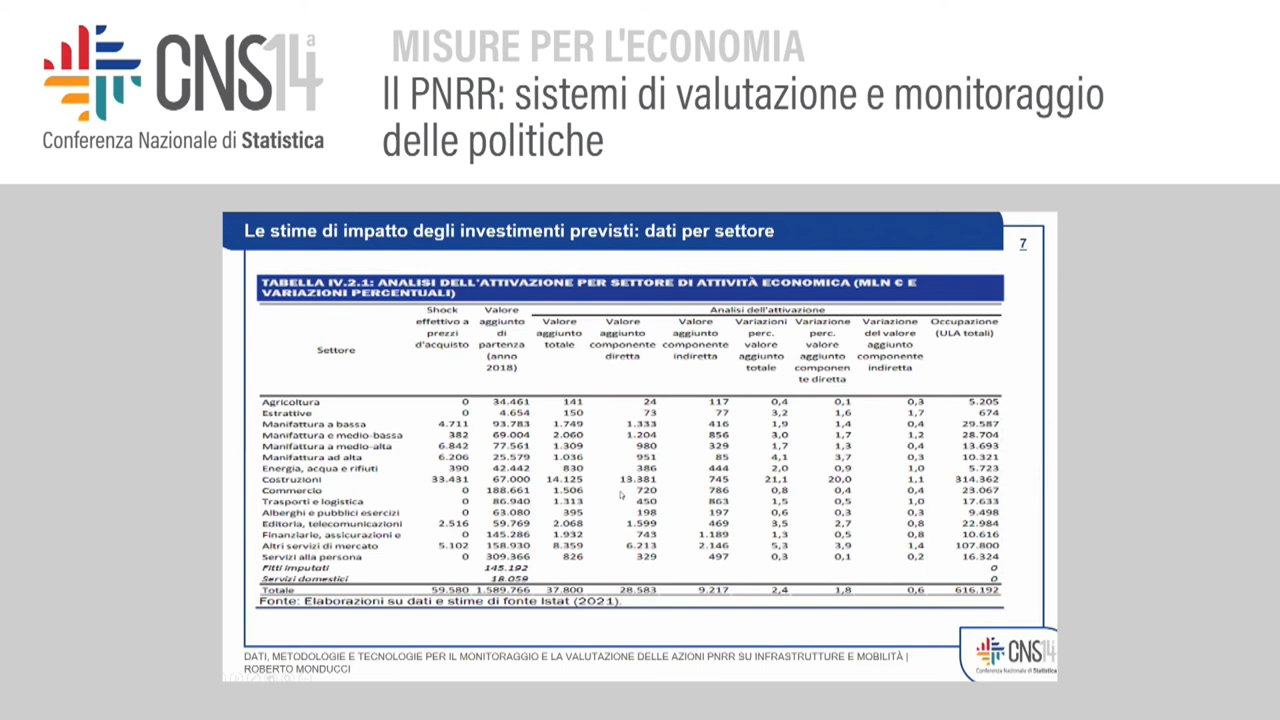 CNS14ª
Conferenza Nazionale di Statistica
MISURE PER L'ECONOMIA
Il PNRR: sistemi di valutazione e monitoraggio
delle politiche
Le stime di impatto degli investimenti previsti: dati per settore
7
TABELLA IV.2.1: ANALISI DELL'ATTIVAZIONE PER SETTORE DI ATTIVITÀ ECONOMICA (MLN € E
VARIAZIONI PERCENTUALI)
Settore
Shock
effettivo a
prezzi
d'acquisto
Valore
aggiunto
di
partenza
(anno
2018)
Analisi dell'attivazione
Valore
aggiunto
totale
Valore
aggiunto
componente
diretta
Valore
aggiunto
componente
indiretta
Variazioni
perc.
valore
aggiunto
totale
Variazione
perc.
valore
aggiunto
componen
te diretta
Variazione
del valore
aggiunto
componente
indiretta
Occupazione
(ULA totali)
Agricoltura 0 34.461 141 24 117 0,4 0,1 0,3 5.205
Estrattive 0 4.654 150 73 77 3,2 1,6 1,7 674
Manifattura a bassa 4.711 93.783 1.749 1.333 416 1,9 1,4 0,4 29.587
Manifattura e medio-bassa 382 69.004 2.060 1.204 856 3,0 1,7 1,2 28.704
Manifattura a medio-alta 6.842 77.561 1.309 980 329 1,7 1,3 0,4 13.693
Manifattura ad alta 6.206 25.579 1.036 951 85 4,1 3,7 0,3 10.321
Energia, acqua e rifiuti 390 42.442 830 386 444 2,0 0,9 1,0 5.723
Costruzioni 33.431 67.000 14.125 13.381 745 21,1 20,0 1,1 314.362
Commercio 0 188.661 1.506 720 786 0,8 0,4 0,4 23.067
Trasporti e logistica 0 86.940 1.313 450 863 1,5 0,5 1,0 17.633
Alberghi e pubblici esercizi 0 63.080 395 198 197 0,6 0,3 0,3 9.498
Editoria, telecomunicazioni 2.516 59.769 2.068 1.599 469 3,5 2,7 0,8 22.984
Finanziarie, assicurazioni e 0 145.286 1.932 743 1.189 1,3 0,5 0,8 10.616
Altri servizi di mercato 5.102 158.930 8.359 6.213 2.146 5,3 3,9 1,4 107.800
Servizi alla persona 0 309.366 826 329 497 0,3 0,1 0,2 16.324
Fitti imputati 145.192 0
Servizi domestici 18.059 0
Totale 59.580 1.589.766 37.800 28.583 9.217 2,4 1,8 0,6 616.192
Fonte: Elaborazioni su dati e stime di fonte Istat (2021).
DATI, METODOLOGIE E TECNOLOGIE PER IL MONITORAGGIO E LA VALUTAZIONE DELLE AZIONI PNRR SU INFRASTRUTTURE E MOBILITÀ |
ROBERTO MONDUCCI
CNS14
Conferenza Nazionale di Statistica